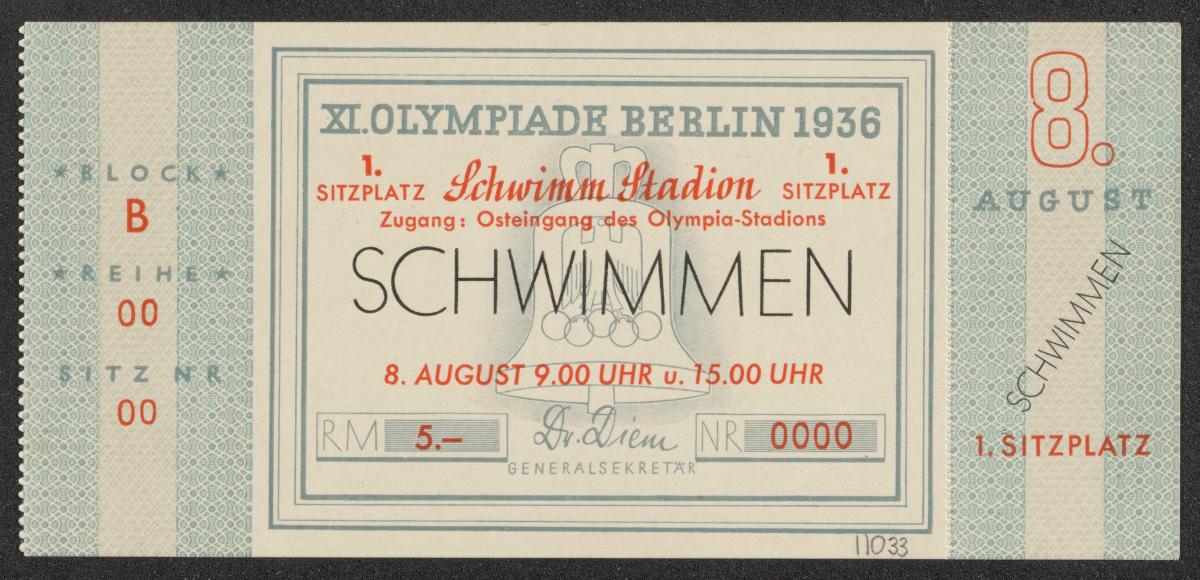 ★BLOCK★
B
★REIHE★
00
SITZ NR
00
XI. OLYMPIADE BERLIN 1936
1. SITZPLATZ Schwimm Stadion 1. SITZPLATZ
Zugang: Osteingang des Olympia-Stadions
SCHWIMMEN
8. AUGUST 9.00 UHR u. 15.00 UHR
RM 5.– Dr. Diem NR 0000
GENERALSEKRETÄR
11033
8.
AUGUST
SCHWIMMEN
1. SITZPLATZ